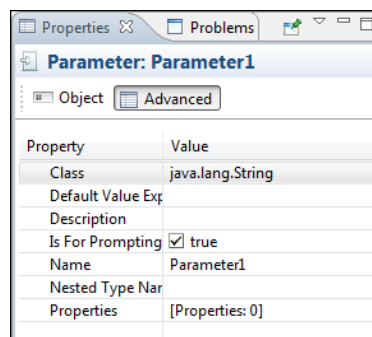 Properties Problems
Parameter: Parameter1
Object Advanced
Property Value
Class java.lang.String
Default Value Exp
Description
Is For Prompting true
Name Parameter1
Nested Type Nar
Properties [Properties: 0]